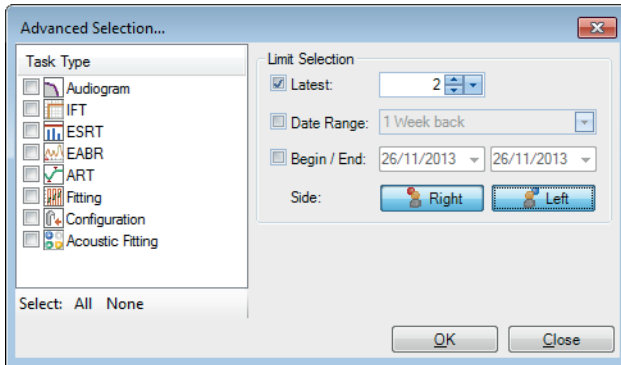 Advanced Selection...
Task Type
Audiogram
IFT
ESRT
EABR
ART
Fitting
Configuration
Acoustic Fitting
Select: All None
Limit Selection
Latest: 2
Date Range: 1 Week back
Begin / End: 26/11/2013 26/11/2013
Side: Right Left
OK Close